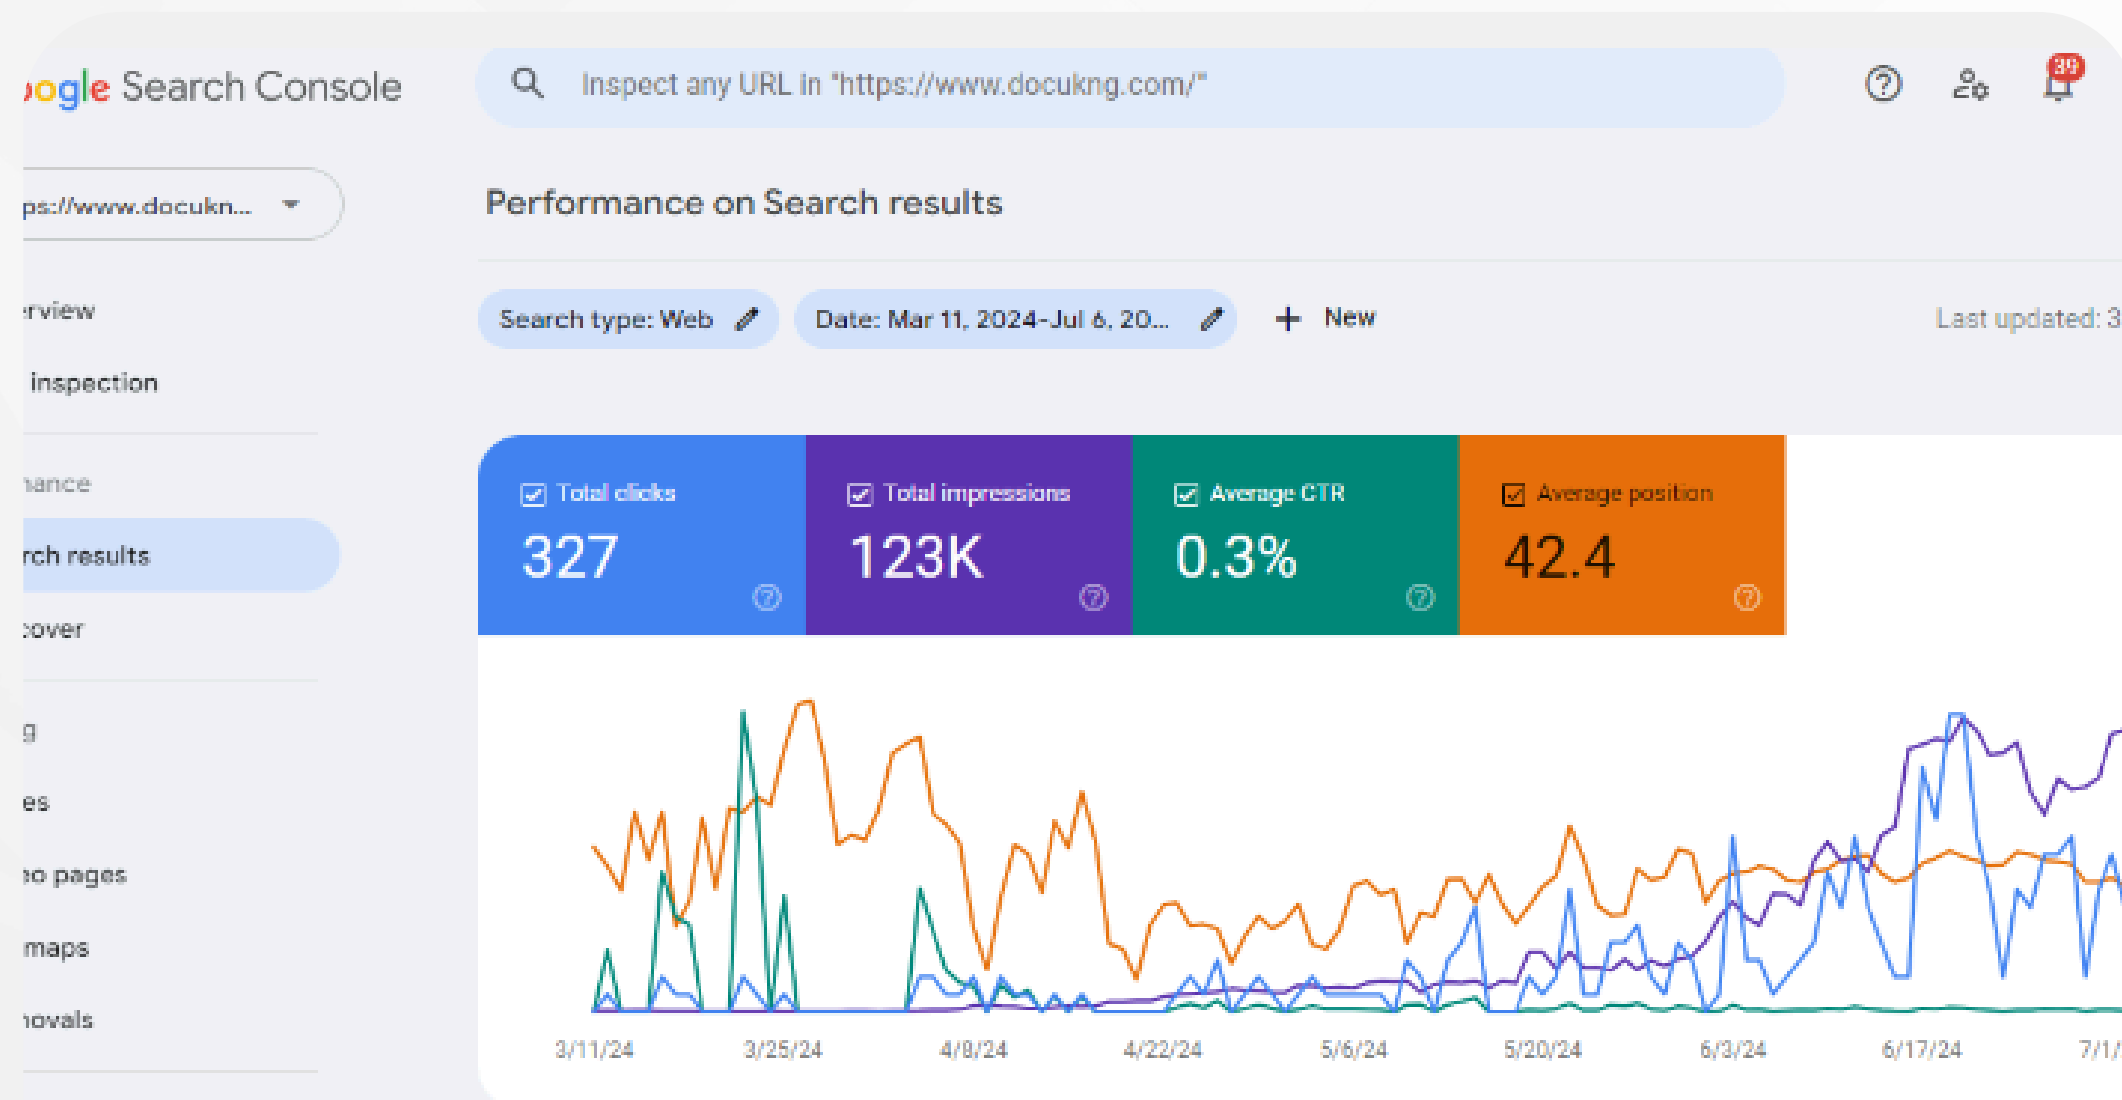 oogle Search Console
Inspect any URL in "https://www.docukng.com/"
39
ps://www.docukn...
Performance on Search results
rview
Search type: Web
Date: Mar 11, 2024-Jul 6, 20...
+ New
Last updated: 3
inspection
nance
Total clicks
Total impressions
Average CTR
Average position
rch results
327
123K
0.3%
42.4
cover
g
es
eo pages
maps
novals
3/11/24
3/25/24
4/8/24
4/22/24
5/6/24
5/20/24
6/3/24
6/17/24
7/1/